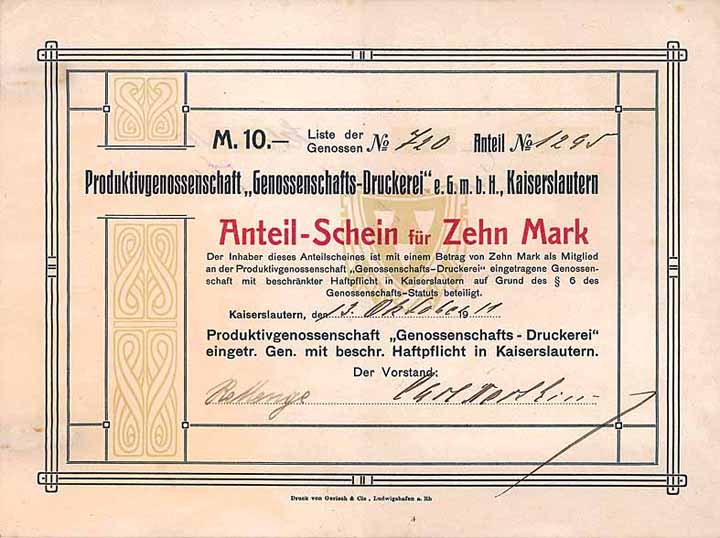 M. 10.— Liste der Genossen № 720 Anteil № 1295
Produktivgenossenschaft „Genossenschafts-Druckerei" e. G. m. b. H., Kaiserslautern
Anteil-Schein für Zehn Mark
Der Inhaber dieses Anteilscheines ist mit einem Betrag von Zehn Mark als Mitglied
an der Produktivgenossenschaft „Genossenschafts-Druckerei" eingetragene Genossen-
schaft mit beschränkter Haftpflicht in Kaiserslautern auf Grund des § 6 des
Genossenschafts-Statuts beteiligt.
Kaiserslautern, den 13. Oktober 1911
Produktivgenossenschaft „Genossenschafts-Druckerei"
eingetr. Gen. mit beschr. Haftpflicht in Kaiserslautern.
Der Vorstand:
Druck von Gerisch & Cie, Ludwigshafen a. Rh